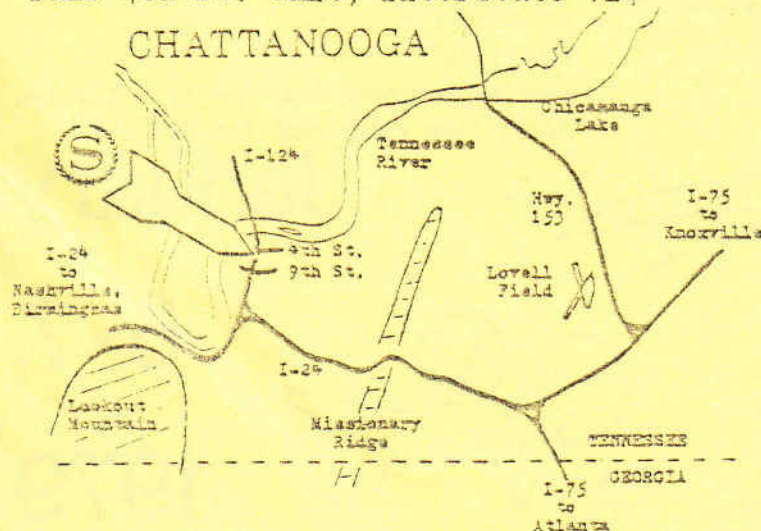 CHATTANOOGA
Chicamauga
Lake
Tennessee
River
S
I-124
Hwy.
153
I-75
to
Knoxville
4th St.
9th St.
I-24
to
Nashville,
Birmingham
Lovell
Field
I-24
Lookout
Mountain
Missionary
Ridge
TENNESSEE
GEORGIA
I-75
to
Atlanta